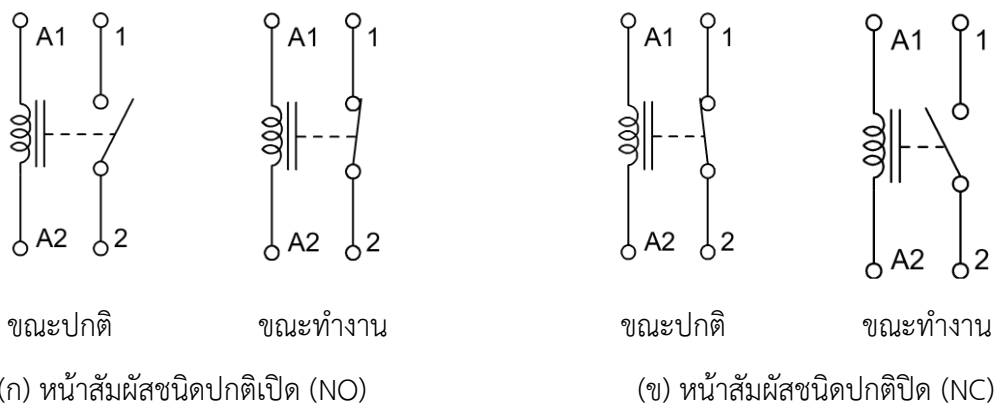 A1 1 A1 1 A1 1 A1 1
A2 2 A2 2 A2 2 A2 2
ขณะปกติ ขณะทำงาน ขณะปกติ ขณะทำงาน
(ก) หน้าสัมผัสชนิดปกติเปิด (NO) (ข) หน้าสัมผัสชนิดปกติปิด (NC)